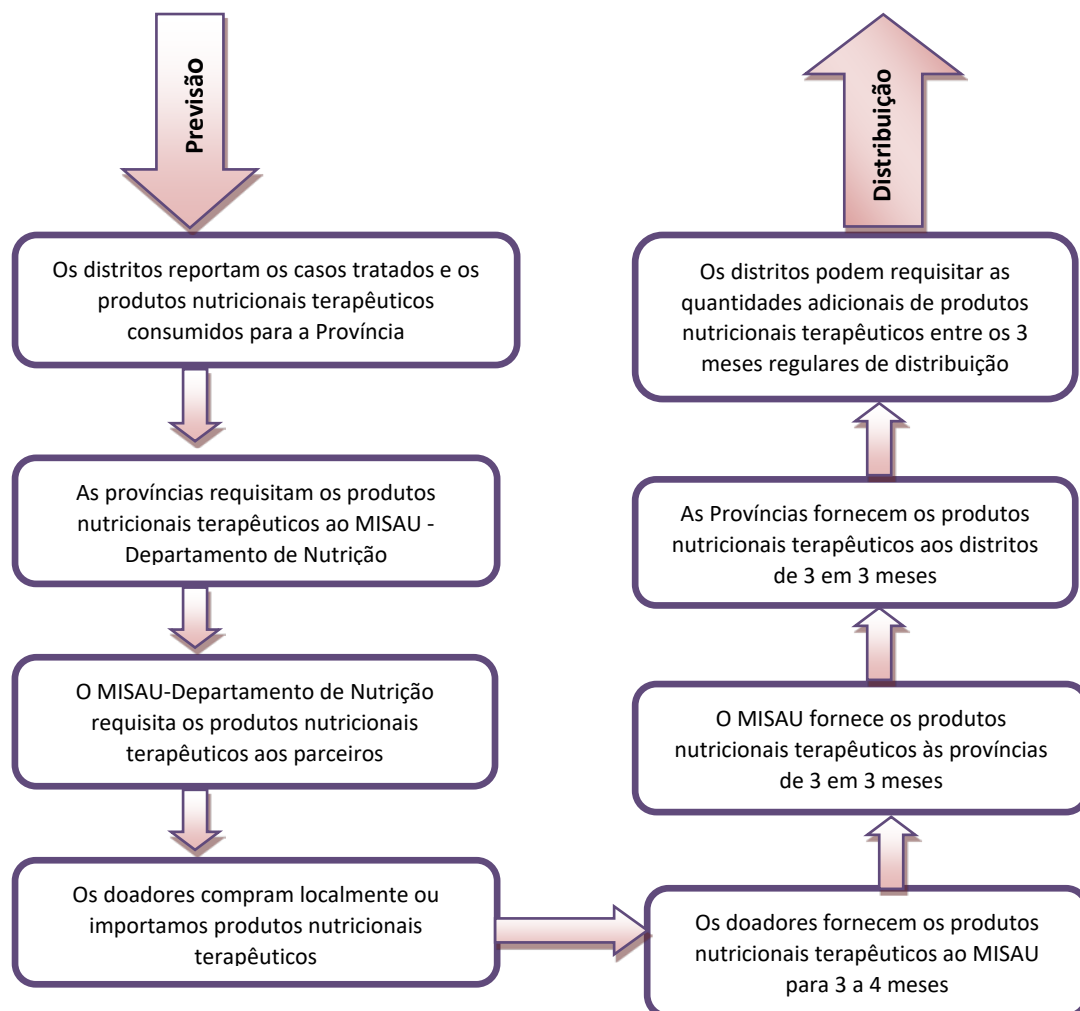 Previsão
Os distritos reportam os casos tratados e os
produtos nutricionais terapêuticos
consumidos para a Província
As províncias requisitam os produtos
nutricionais terapêuticos ao MISAU -
Departamento de Nutrição
O MISAU-Departamento de Nutrição
requisita os produtos nutricionais
terapêuticos aos parceiros
Os doadores compram localmente ou
importamos produtos nutricionais
terapêuticos
Os doadores fornecem os produtos
nutricionais terapêuticos ao MISAU
para 3 a 4 meses
O MISAU fornece os produtos
nutricionais terapêuticos às províncias
de 3 em 3 meses
As Províncias fornecem os produtos
nutricionais terapêuticos aos distritos
de 3 em 3 meses
Os distritos podem requisitar as
quantidades adicionais de produtos
nutricionais terapêuticos entre os 3
meses regulares de distribuição
Distribuição